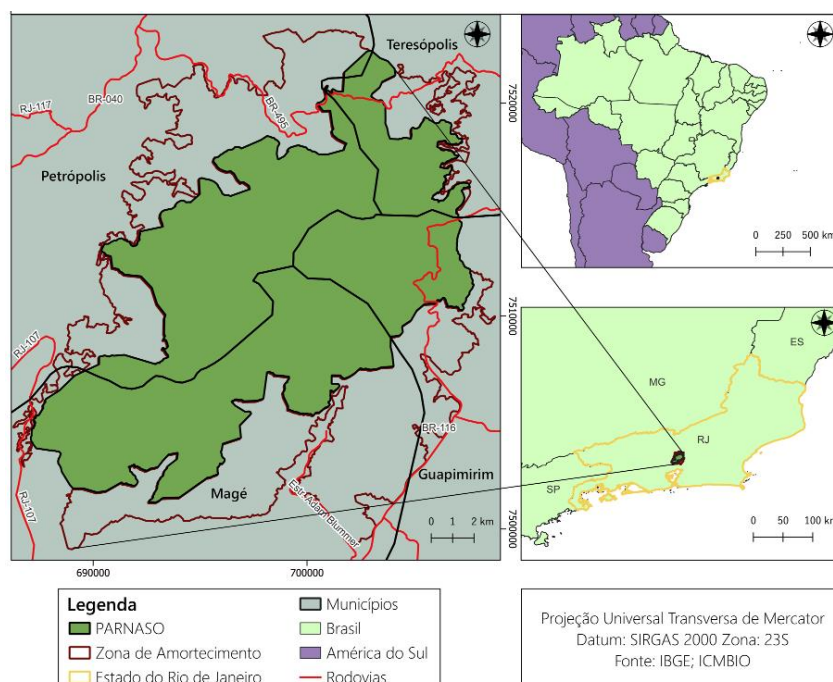 Teresópolis
RJ-117
BR-040
BR-495
Petrópolis
RJ-107
BR-116
Guapimirim
Magé
Estr. Adam Blummer
RJ-107
0 1 2 km
690000
700000
7520000
7510000
7500000
0 250 500 km
ES
MG
RJ
SP
0 50 100 km
Legenda
PARNASO
Zona de Amortecimento
Estado do Rio de Janeiro
Municípios
Brasil
América do Sul
Rodovias
Projeção Universal Transversa de Mercator
Datum: SIRGAS 2000 Zona: 23S
Fonte: IBGE; ICMBIO